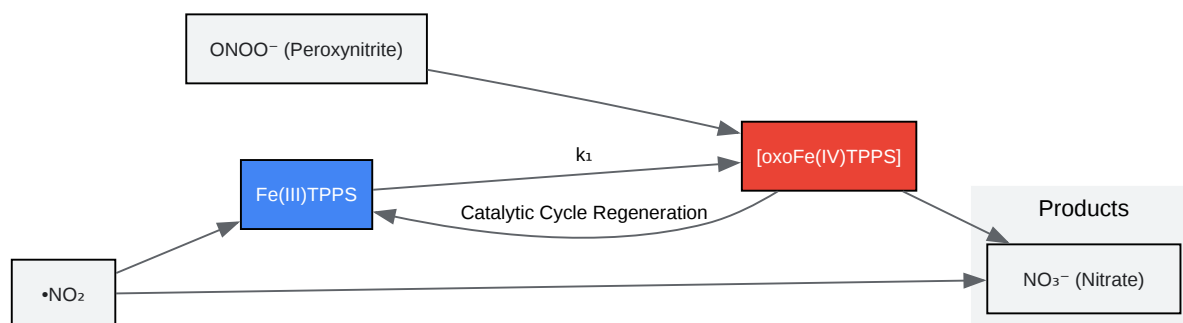 ONOO⁻ (Peroxynitrite)
k₁
[oxoFe(IV)TPPS]
Fe(III)TPPS
Catalytic Cycle Regeneration
Products
•NO₂
NO₃⁻ (Nitrate)